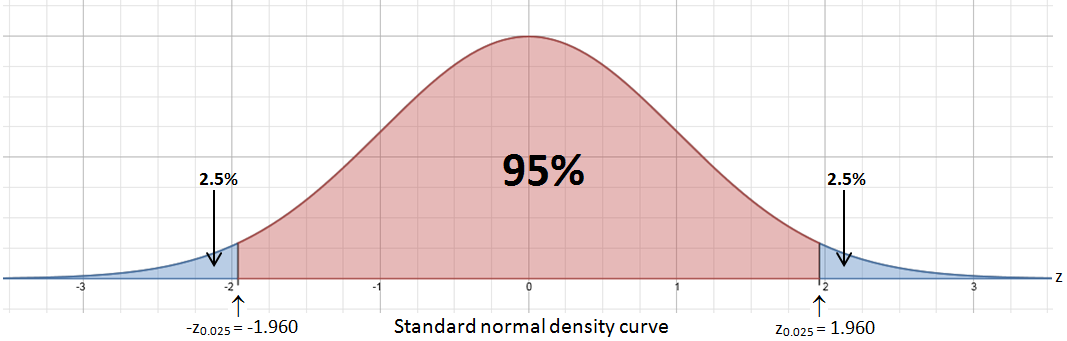 95%
2.5%
2.5%
-3
-2
-1
0
1
2
3
z
-z0.025 = -1.960
Standard normal density curve
z0.025 = 1.960